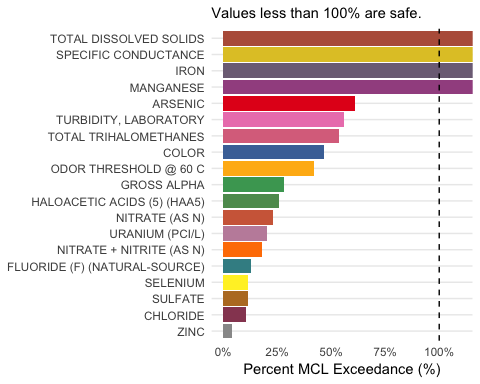 Values less than 100% are safe.
TOTAL DISSOLVED SOLIDS
SPECIFIC CONDUCTANCE
IRON
MANGANESE
ARSENIC
TURBIDITY, LABORATORY
TOTAL TRIHALOMETHANES
COLOR
ODOR THRESHOLD @ 60 C
GROSS ALPHA
HALOACETIC ACIDS (5) (HAA5)
NITRATE (AS N)
URANIUM (PCI/L)
NITRATE + NITRITE (AS N)
FLUORIDE (F) (NATURAL-SOURCE)
SELENIUM
SULFATE
CHLORIDE
ZINC
0% 25% 50% 75% 100%
Percent MCL Exceedance (%)